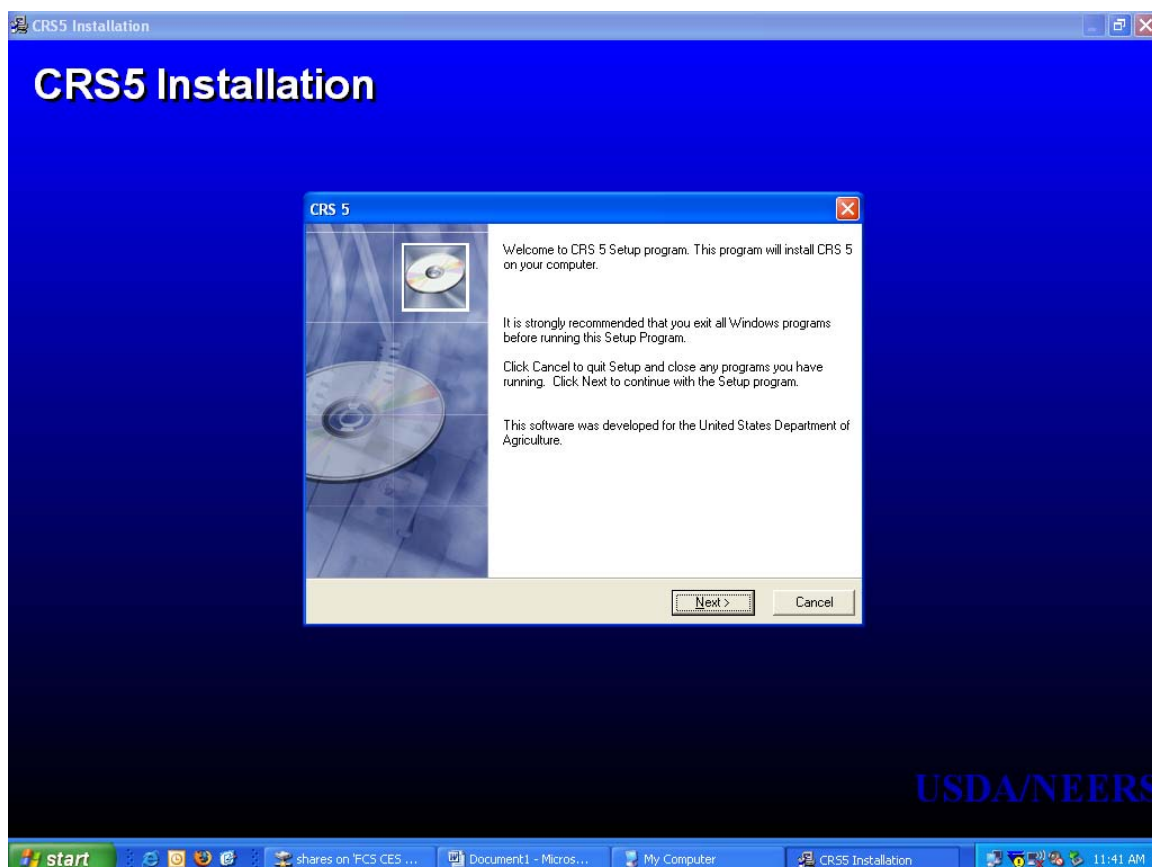 CRS5 Installation
CRS5 Installation
CRS 5
Welcome to CRS 5 Setup program. This program will install CRS 5
on your computer.
It is strongly recommended that you exit all Windows programs
before running this Setup Program.
Click Cancel to quit Setup and close any programs you have
running. Click Next to continue with the Setup program.
This software was developed for the United States Department of
Agriculture.
Next >
Cancel
USDA/NEERS
start
shares on 'FCS CES ...
Document1 - Micros...
My Computer
CRS5 Installation
11:41 AM